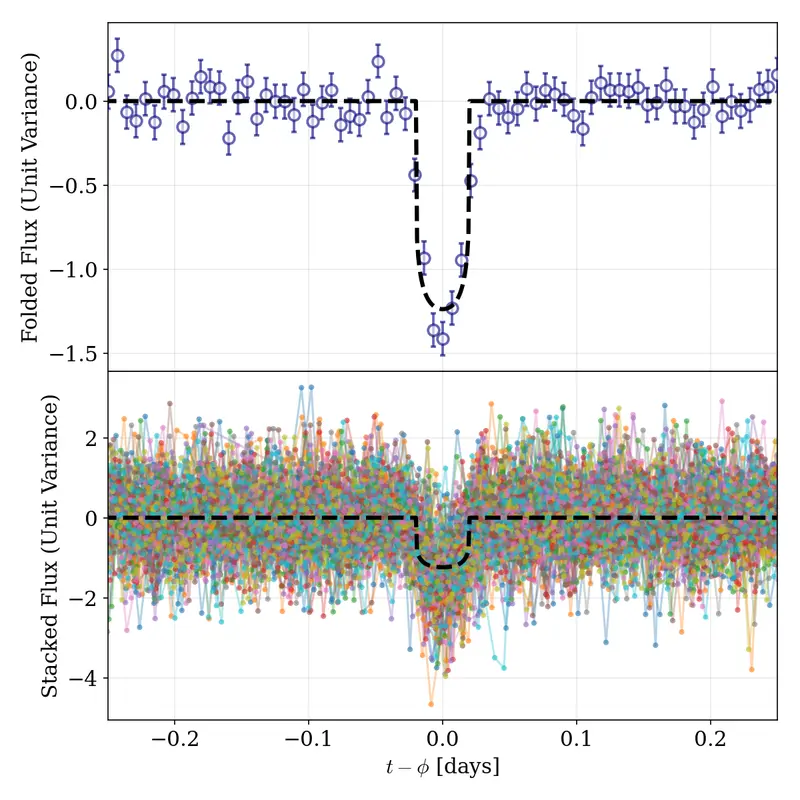 Folded Flux (Unit Variance)
0.0
−0.5
−1.0
−1.5
Stacked Flux (Unit Variance)
2
0
−2
−4
−0.2 −0.1 0.0 0.1 0.2
t − ϕ [days]